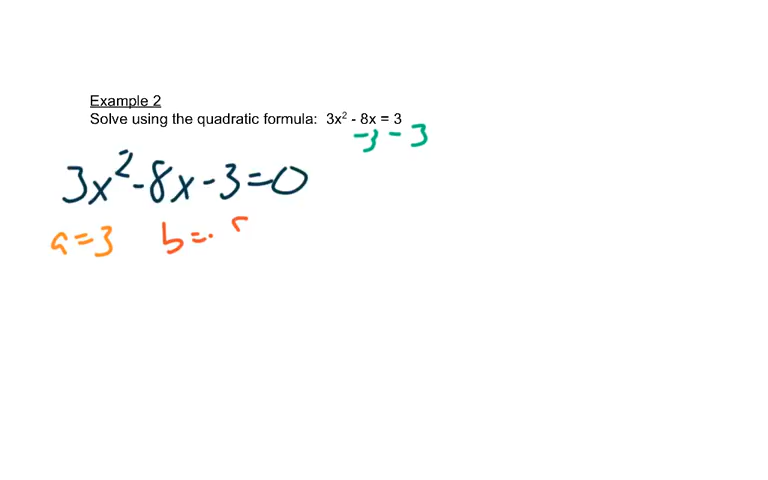 Example 2
Solve using the quadratic formula: 3x² - 8x = 3
-3 - 3
3x² - 8x - 3 = 0
a = 3 b = -